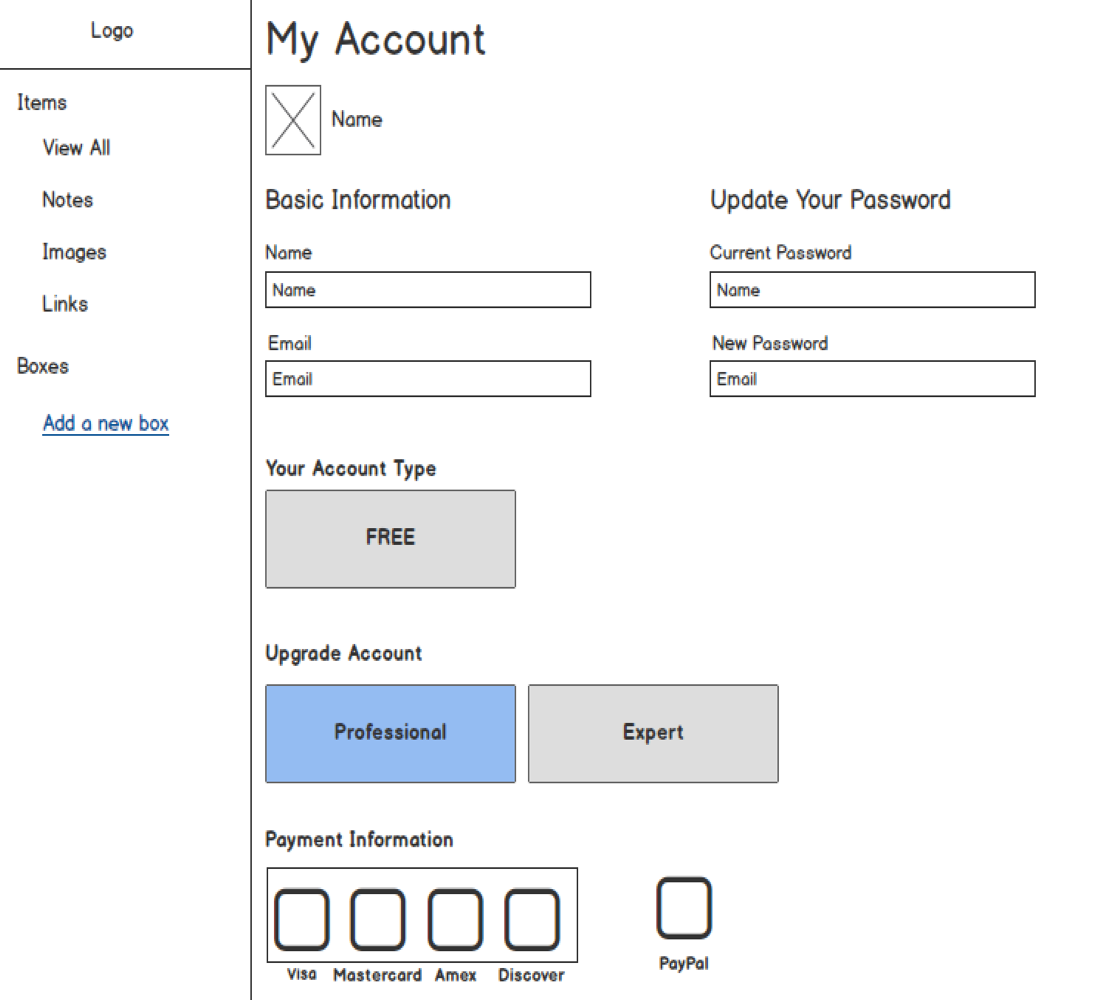 Logo
Items
View All
Notes
Images
Links
Boxes
Add a new box
My Account
Name
Basic Information
Name
Name
Email
Email
Update Your Password
Current Password
Name
New Password
Email
Your Account Type
FREE
Upgrade Account
Professional
Expert
Payment Information
Visa Mastercard Amex Discover
PayPal